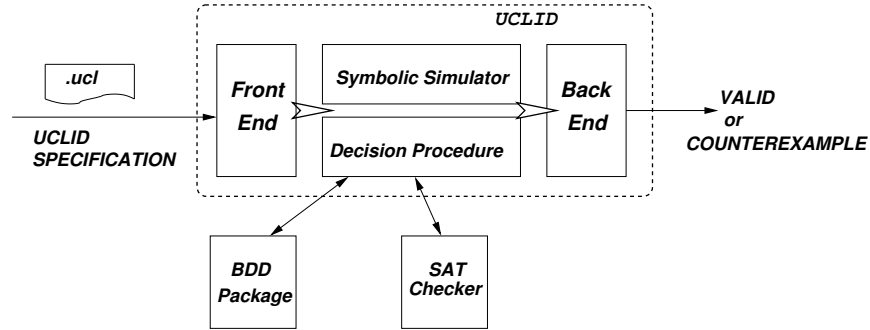 UCLID
.ucl
UCLID
SPECIFICATION
Front
End
Symbolic Simulator
Decision Procedure
Back
End
VALID
or
COUNTEREXAMPLE
BDD
Package
SAT
Checker